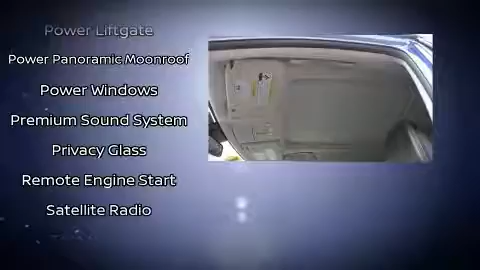 Power Liftgate
Power Panoramic Moonroof
Power Windows
Premium Sound System
Privacy Glass
Remote Engine Start
Satellite Radio